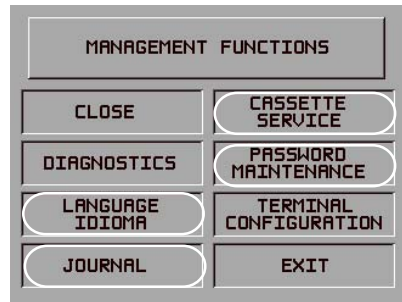 MANAGEMENT FUNCTIONS
CLOSE
CASSETTE
SERVICE
DIAGNOSTICS
PASSWORD
MAINTENANCE
LANGUAGE
IDIOMA
TERMINAL
CONFIGURATION
JOURNAL
EXIT